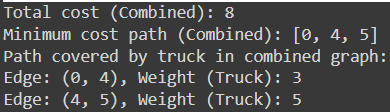 Total cost (Combined): 8
Minimum cost path (Combined): [0, 4, 5]
Path covered by truck in combined graph:
Edge: (0, 4), Weight (Truck): 3
Edge: (4, 5), Weight (Truck): 5